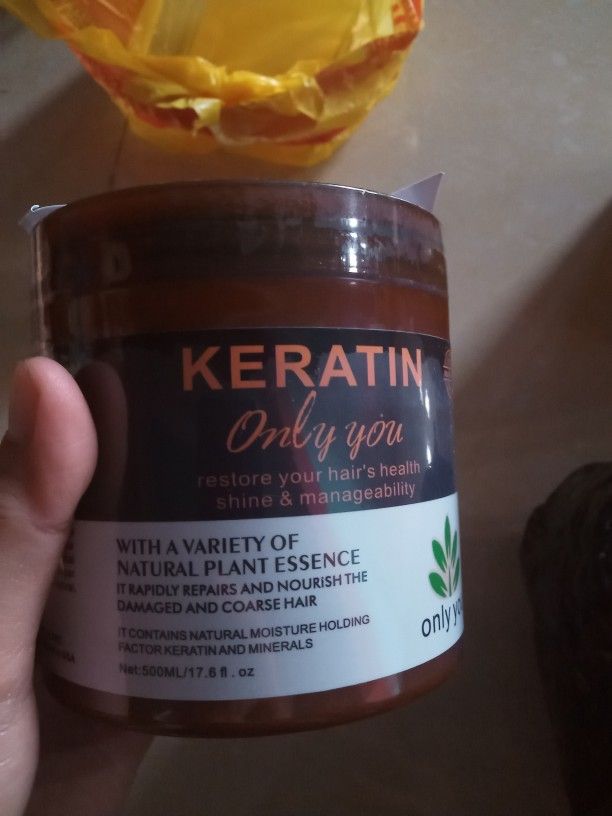 KERATIN
Only you
restore your hair's health
shine & manageability
WITH A VARIETY OF
NATURAL PLANT ESSENCE
IT RAPIDLY REPAIRS AND NOURISH THE
DAMAGED AND COARSE HAIR
IT CONTAINS NATURAL MOISTURE HOLDING
FACTOR KERATIN AND MINERALS
Net:500ML/17.6 fl . oz
only